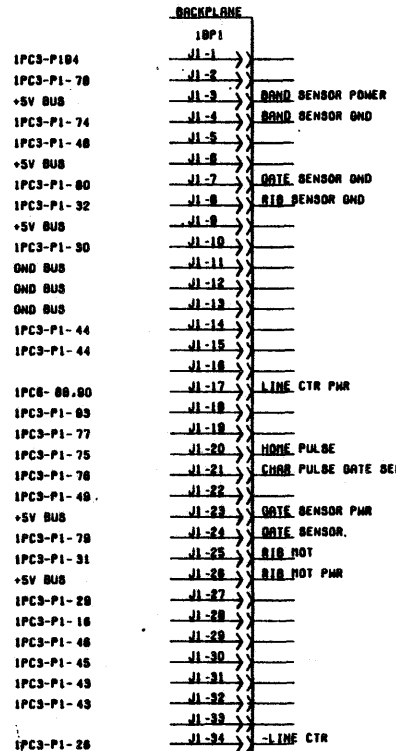 BACKPLANE
1BP1
1PC3-P104 J1-1
1PC3-P1-78 J1-2
+5V BUS J1-3 BAND SENSOR POWER
1PC3-P1-74 J1-4 BAND SENSOR GND
1PC3-P1-46 J1-5
+5V BUS J1-6
1PC3-P1-80 J1-7 GATE SENSOR GND
1PC3-P1-32 J1-8 RIB SENSOR GND
+5V BUS J1-9
1PC3-P1-30 J1-10
GND BUS J1-11
GND BUS J1-12
GND BUS J1-13
1PC3-P1-44 J1-14
1PC3-P1-44 J1-15
J1-16
1PC6-89,90 J1-17 LINE CTR PWR
1PC3-P1-93 J1-18
1PC3-P1-77 J1-19
1PC3-P1-75 J1-20 HOME PULSE
1PC3-P1-76 J1-21 CHAR PULSE GATE SE
1PC3-P1-49. J1-22
+5V BUS J1-23 GATE SENSOR PWR
1PC3-P1-79 J1-24 GATE SENSOR.
1PC3-P1-31 J1-25 RIB MOT
+5V BUS J1-26 RIB MOT PWR
1PC3-P1-29 J1-27
1PC3-P1-16 J1-28
1PC3-P1-46 J1-29
1PC3-P1-45 J1-30
1PC3-P1-43 J1-31
1PC3-P1-43 J1-32
J1-33
1PC3-P1-26 J1-34 ~LINE CTR